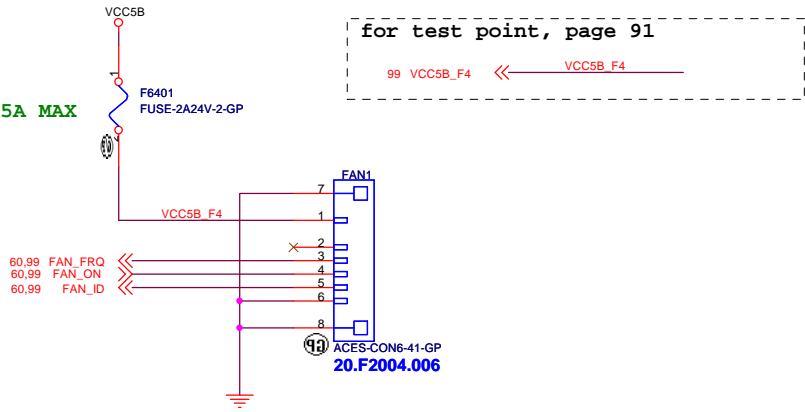 VCC5B
for test point, page 91
99 VCC5B_F4
VCC5B_F4
1
F6401
FUSE-2A24V-2-GP
5A MAX
2
FAN1
7
VCC5B_F4
1
2
60,99 FAN_FRQ
3
60,99 FAN_ON
4
60,99 FAN_ID
5
6
8
GP
ACES-CON6-41-GP
20.F2004.006